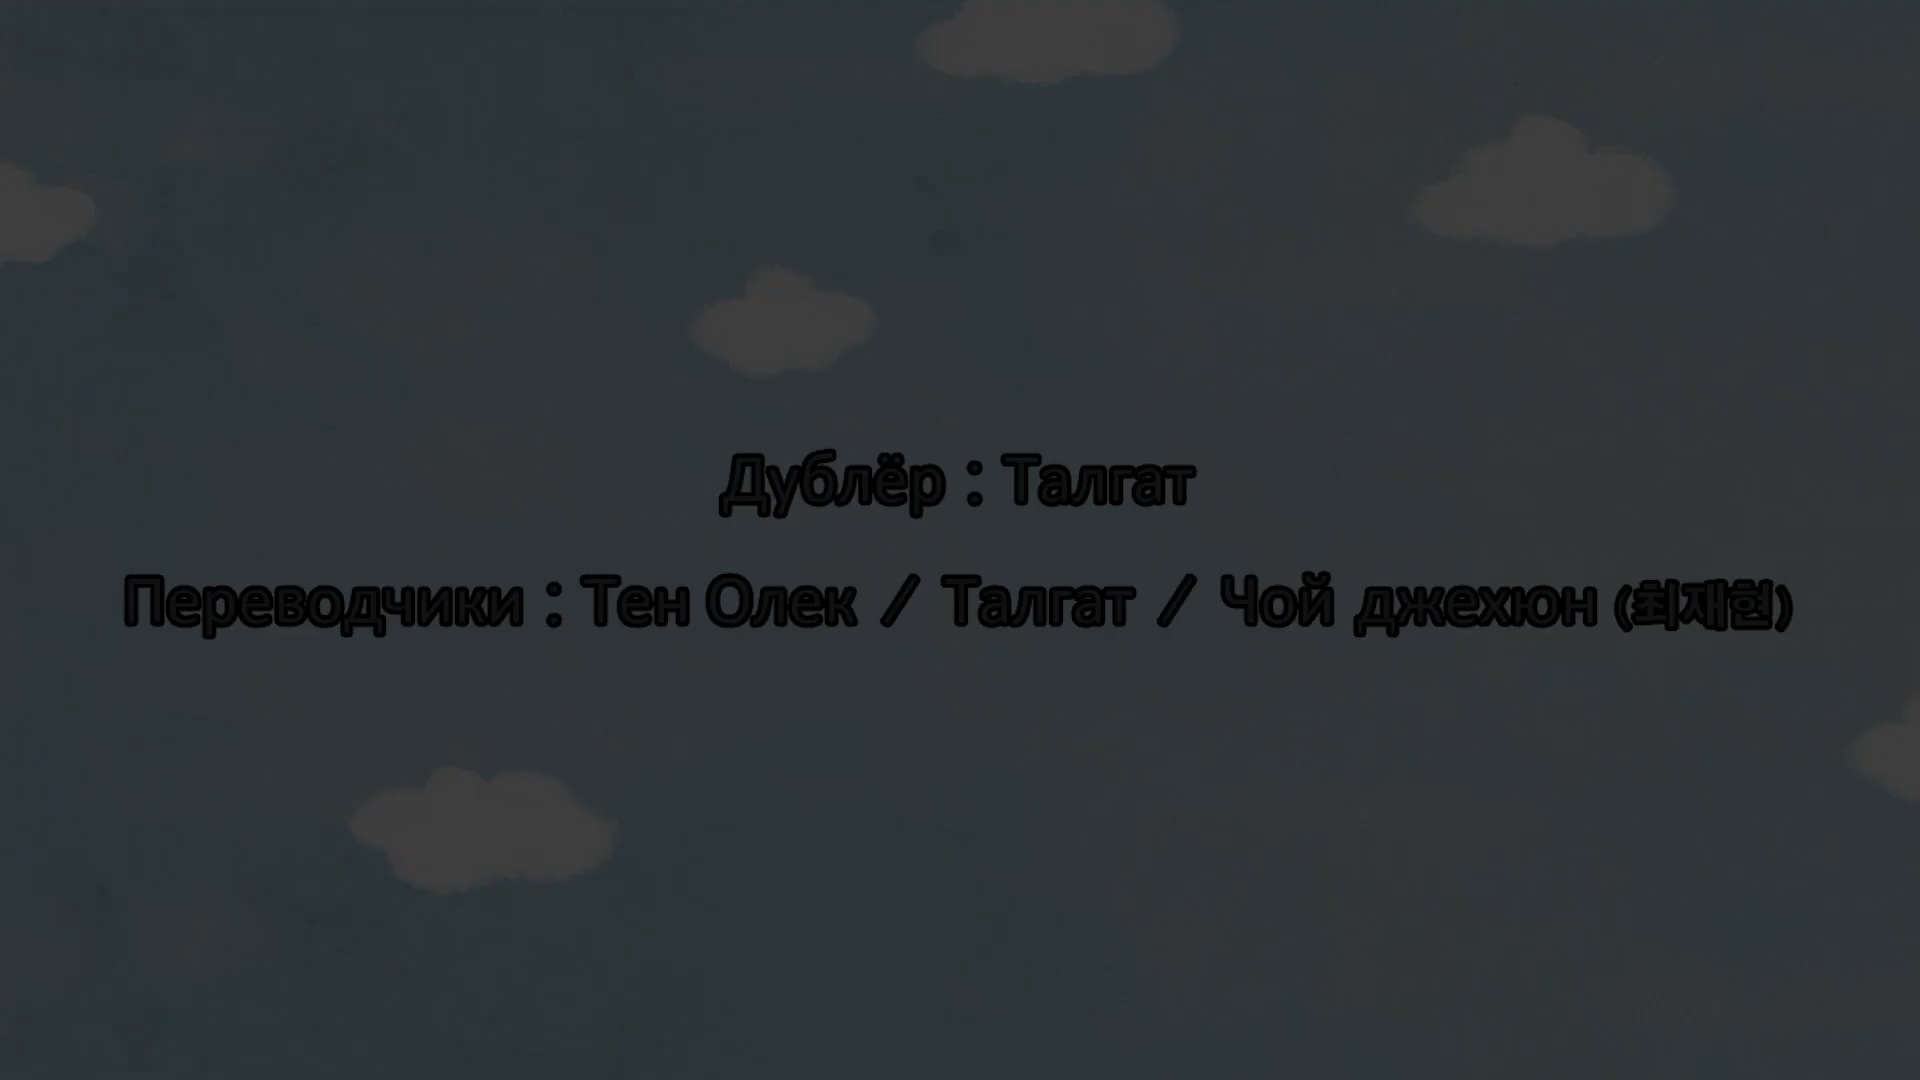 Дублёр : Талгат
Переводчики : Тен Олек / Талгат / Чой джехюн (최재현)